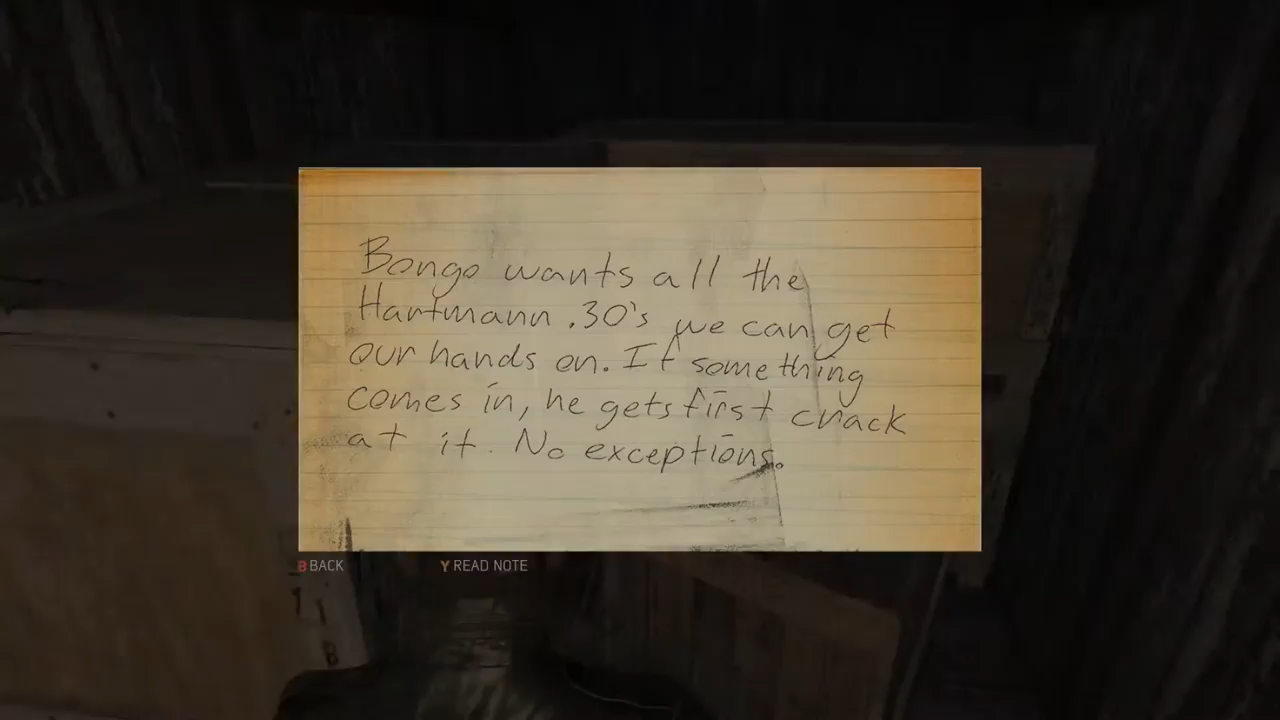 Bongo wants all the
Hartmann .30's we can get
our hands on. If something
comes in, he gets first crack
at it. No exceptions.
B BACK
Y READ NOTE